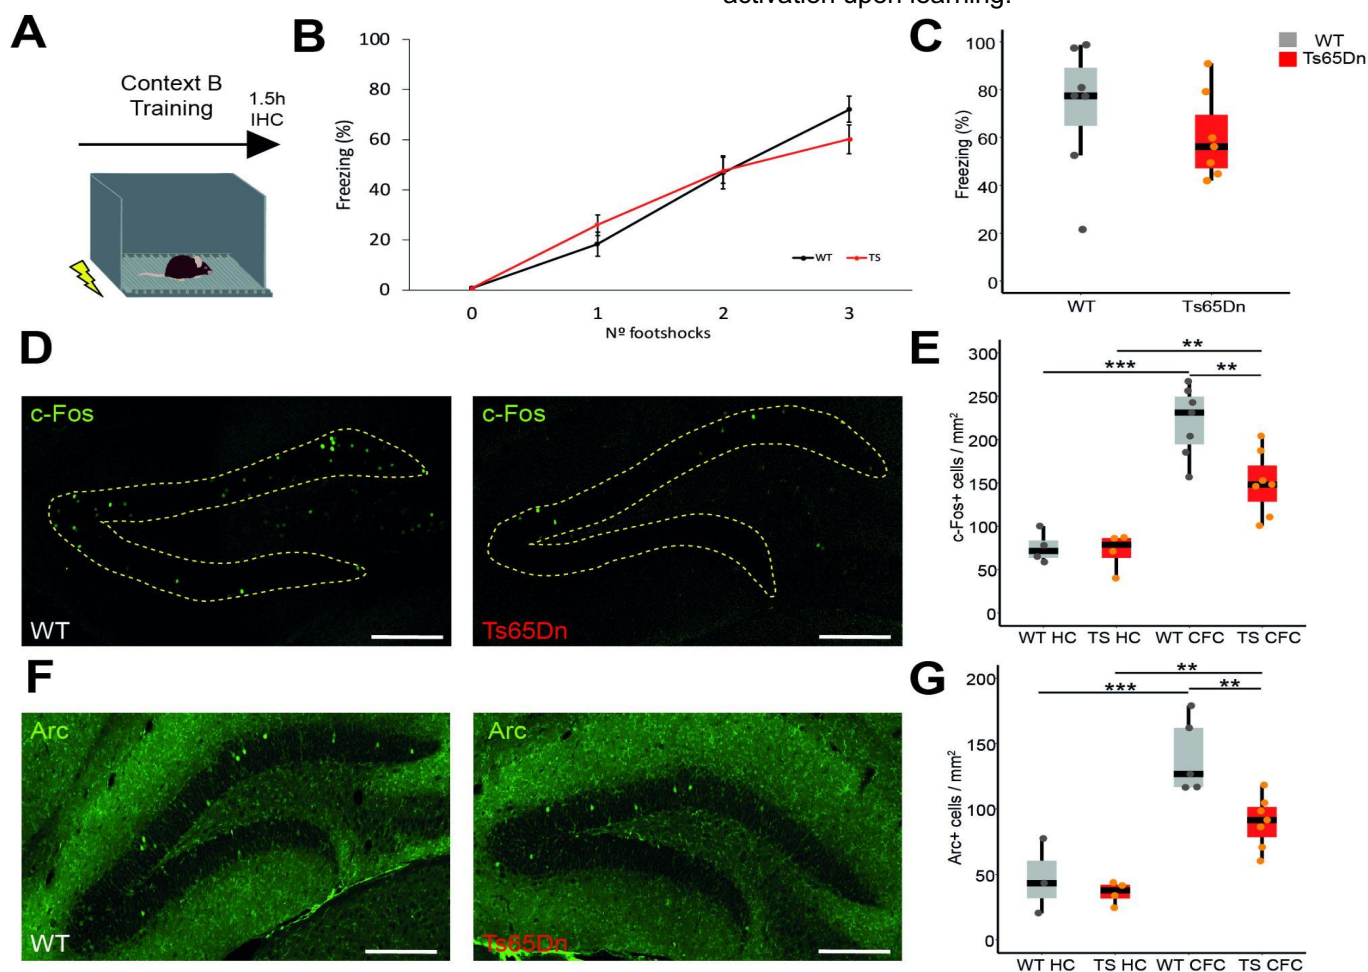 activation upon learning.
A
Context B
Training
1.5h
IHC
B
Freezing (%)
100
80
60
40
20
0
0 1 2 3
Nº footshocks
WT TS
C
Freezing (%)
100
80
60
40
20
0
WT Ts65Dn
WT
Ts65Dn
D
c-Fos
WT
c-Fos
Ts65Dn
E
c-Fos+ cells / mm²
300
250
200
150
100
50
0
**
***
**
WT HC TS HC WT CFC TS CFC
F
Arc
WT
Arc
Ts65Dn
G
Arc+ cells / mm²
200
150
100
50
0
**
***
**
WT HC TS HC WT CFC TS CFC